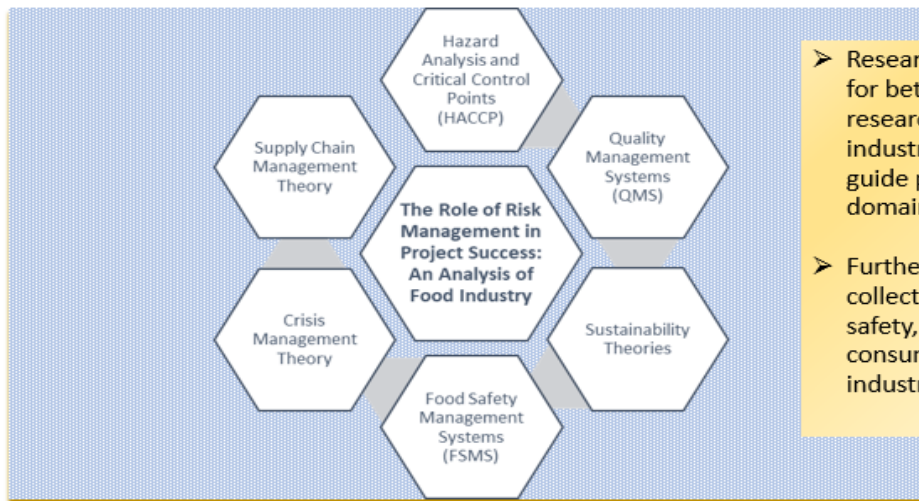 Hazard
Analysis and
Critical Control
Points
(HACCP)
Supply Chain
Management
Theory
Quality
Management
Systems
(QMS)
The Role of Risk
Management in
Project Success:
An Analysis of
Food Industry
Crisis
Management
Theory
Sustainability
Theories
Food Safety
Management
Systems
(FSMS)
➤ Resear
for bet
resear
industr
guide
domai
➤ Furthe
collect
safety,
consu
industr